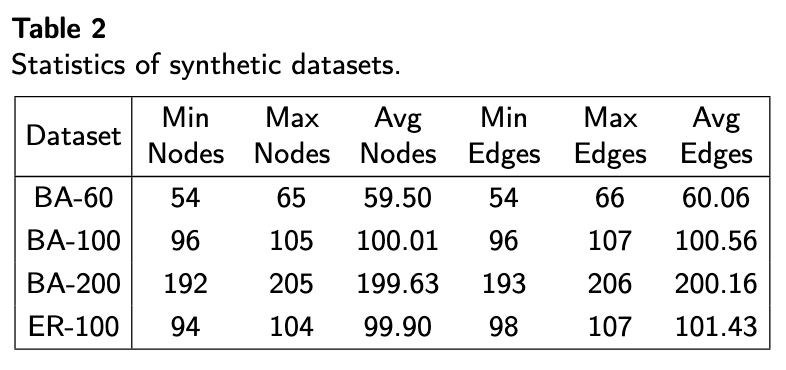 Table 2
Statistics of synthetic datasets.
Dataset Min Nodes Max Nodes Avg Nodes Min Edges Max Edges Avg Edges
BA-60 54 65 59.50 54 66 60.06
BA-100 96 105 100.01 96 107 100.56
BA-200 192 205 199.63 193 206 200.16
ER-100 94 104 99.90 98 107 101.43